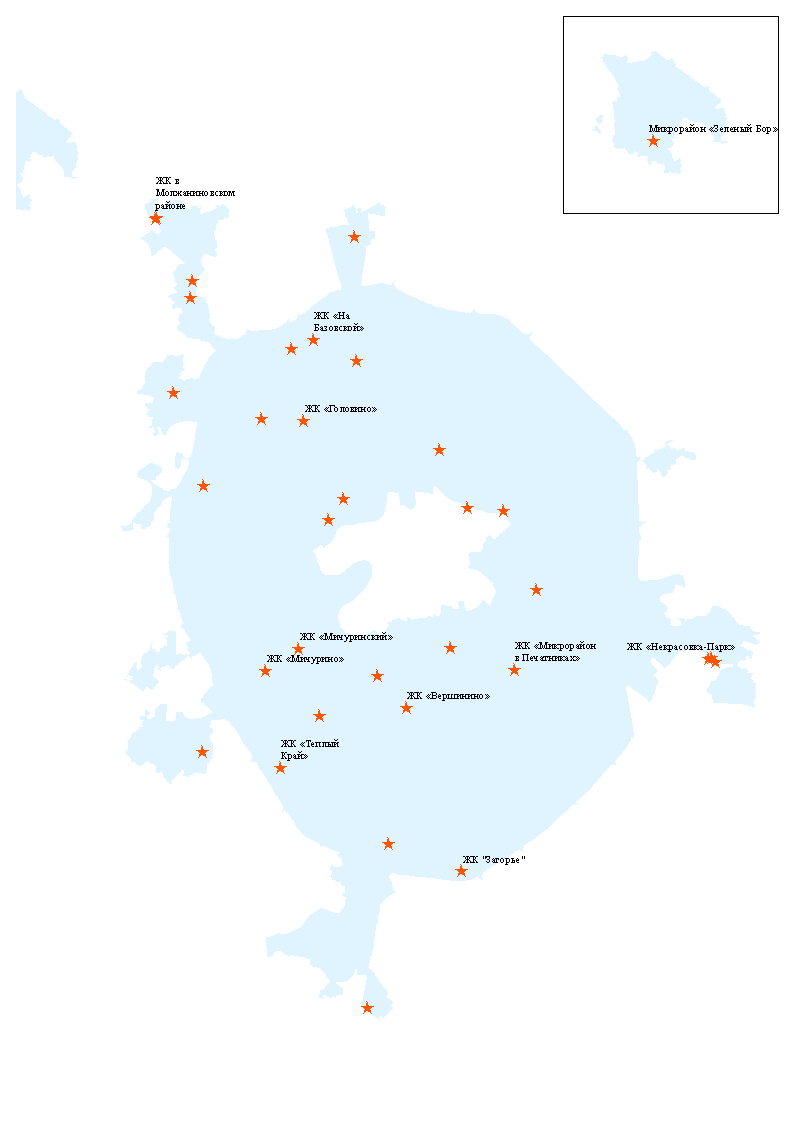 Микрорайон «Зеленый Бор»
ЖК в
Молжаниновском
районе
ЖК «На
Базовской»
ЖК «Головино»
ЖК «Мичуринский»
ЖК «Мичурино»
ЖК «Микрорайон
в Печатниках»
ЖК «Некрасовка-Парк»
ЖК «Вершинино»
ЖК «Теплый
Край»
ЖК "Загорье"